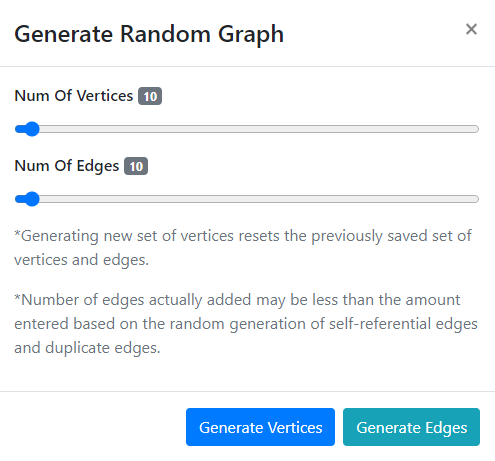 Generate Random Graph ×
Num Of Vertices 10
Num Of Edges 10
*Generating new set of vertices resets the previously saved set of
vertices and edges.
*Number of edges actually added may be less than the amount
entered based on the random generation of self-referential edges
and duplicate edges.
Generate Vertices Generate Edges